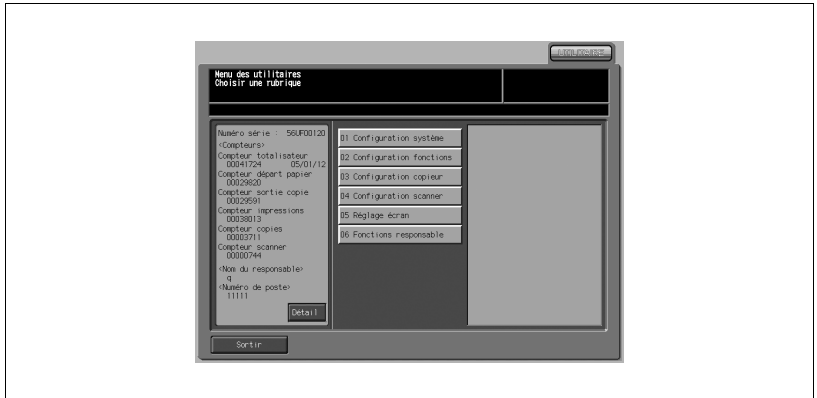 UTILITAIRE
Menu des utilitaires
Choisir une rubrique
Numéro série : 56UF00120
<Compteurs>
Compteur totalisateur
00041724 05/01/12
Compteur départ papier
00029820
Compteur sortie copie
00029591
Compteur impressions
00038013
Compteur copies
00003711
Compteur scanner
00000744
<Nom du responsable>
q
<Numéro de poste>
11111
Détail
01 Configuration système
02 Configuration fonctions
03 Configuration copieur
04 Configuration scanner
05 Réglage écran
06 Fonctions responsable
Sortir